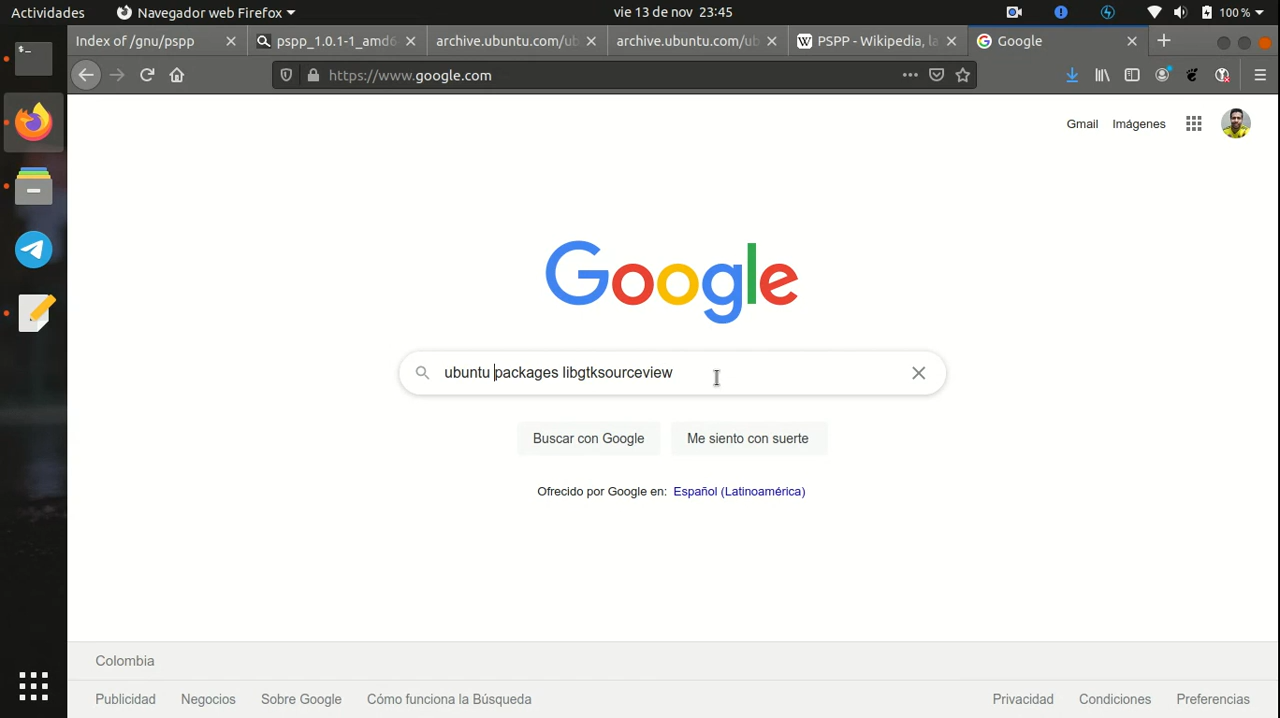 Actividades
Navegador web Firefox
vie 13 de nov 23:45
100 %
Index of /gnu/pspp
pspp_1.0.1-1_amd6
archive.ubuntu.com/ub
archive.ubuntu.com/ub
PSPP - Wikipedia, la
Google
https://www.google.com
Gmail
Imágenes
Google
ubuntu packages libgtksourceview
Buscar con Google
Me siento con suerte
Ofrecido por Google en: Español (Latinoamérica)
Colombia
Publicidad
Negocios
Sobre Google
Cómo funciona la Búsqueda
Privacidad
Condiciones
Preferencias